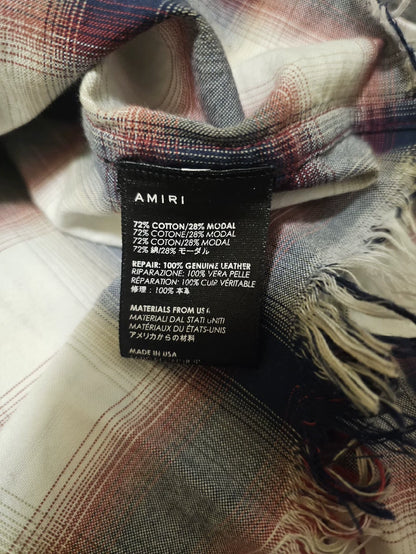 AMIRI
72% COTTON/28% MODAL
72% COTONE/28% MODAL
72% COTON/28% MODAL
72% 綿/28% モーダル
REPAIR: 100% GENUINE LEATHER
RIPARAZIONE: 100% VERA PELLE
RÉPARATION: 100% CUIR VÉRITABLE
修理：100% 本革
MATERIALS FROM USA
MATERIALI DAL STATI UNITI
MATÉRIAUX DU ÉTATS-UNIS
アメリカからの材料
MADE IN USA